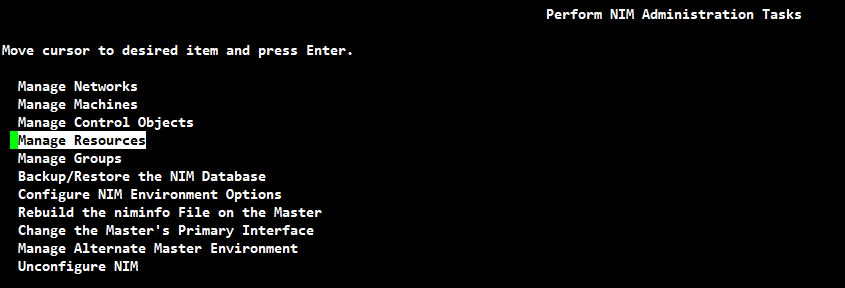 Perform NIM Administration Tasks
Move cursor to desired item and press Enter.
Manage Networks
Manage Machines
Manage Control Objects
Manage Resources
Manage Groups
Backup/Restore the NIM Database
Configure NIM Environment Options
Rebuild the niminfo File on the Master
Change the Master's Primary Interface
Manage Alternate Master Environment
Unconfigure NIM